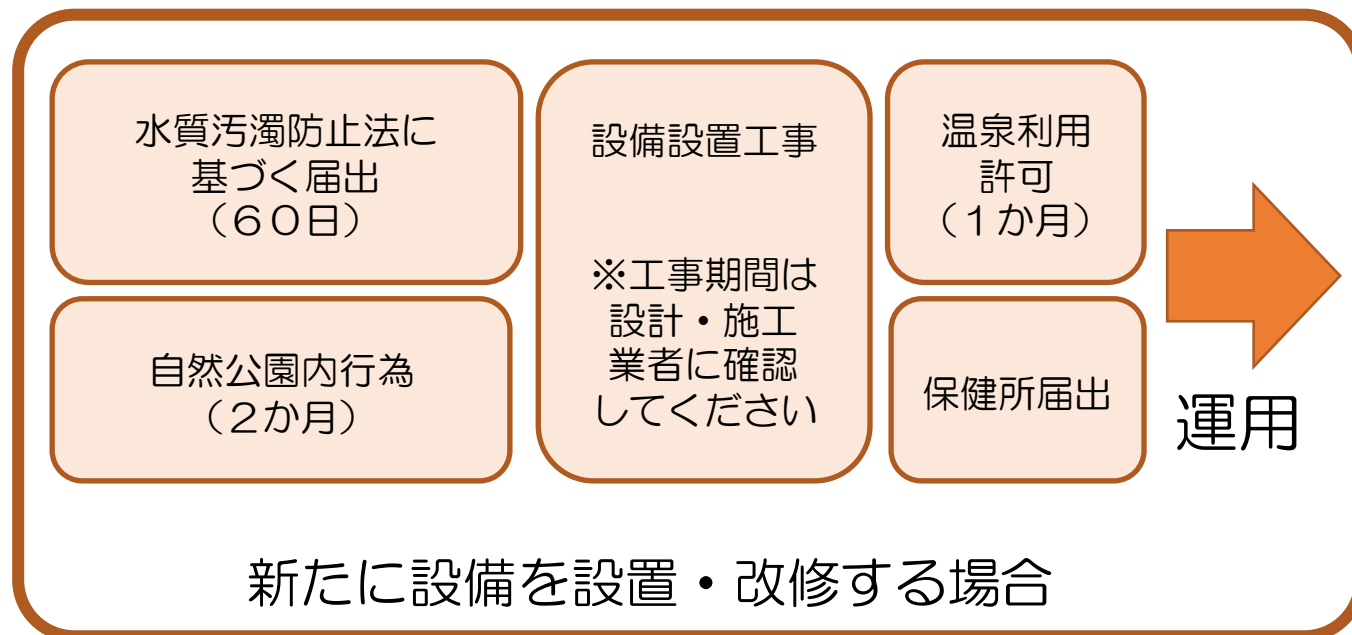 水質汚濁防止法に
基づく届出
（６０日）
自然公園内行為
（２か月）
設備設置工事
※工事期間は
設計・施工
業者に確認
してください
温泉利用
許可
（１か月）
保健所届出
運用
新たに設備を設置・改修する場合